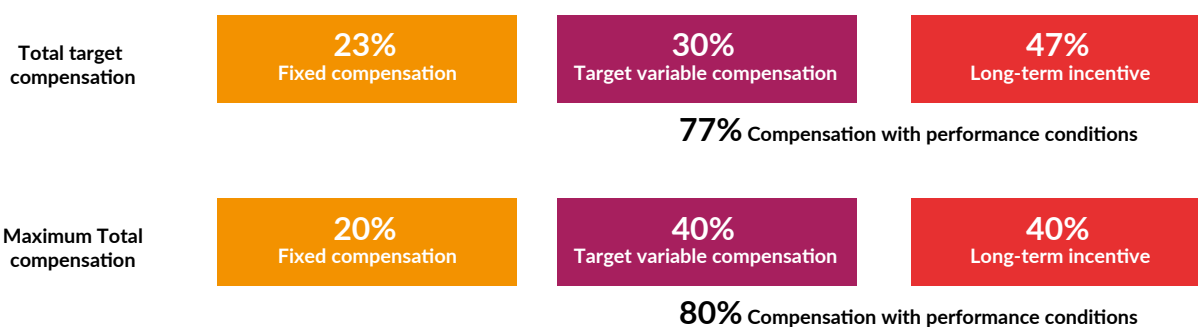 Total target
compensation
23%
Fixed compensation
30%
Target variable compensation
47%
Long-term incentive
77% Compensation with performance conditions
Maximum Total
compensation
20%
Fixed compensation
40%
Target variable compensation
40%
Long-term incentive
80% Compensation with performance conditions